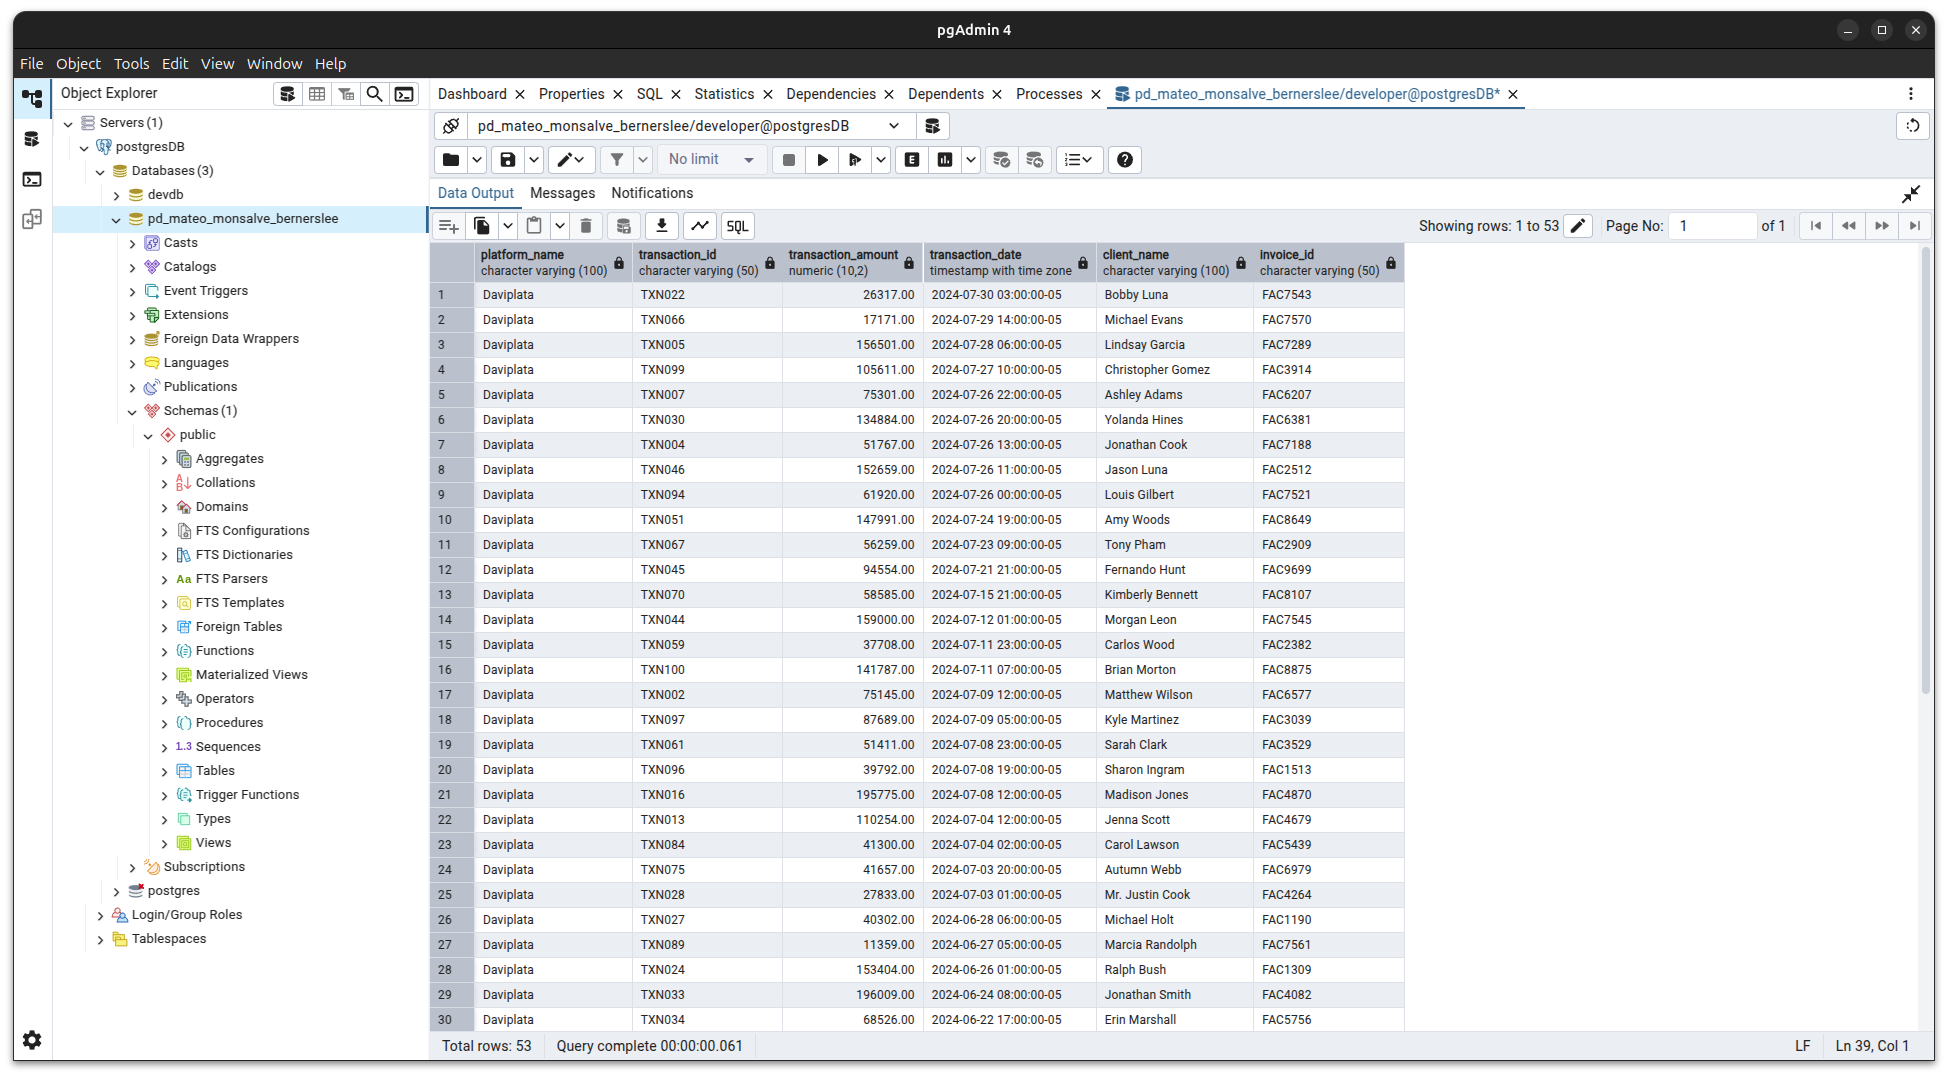 pgAdmin 4
File Object Tools Edit View Window Help
Object Explorer
Dashboard Properties SQL Statistics Dependencies Dependents Processes pd_mateo_monsalve_bernerslee/developer@postgresDB*
Servers (1)
postgresDB
Databases (3)
devdb
pd_mateo_monsalve_bernerslee
Casts
Catalogs
Event Triggers
Extensions
Foreign Data Wrappers
Languages
Publications
Schemas (1)
public
Aggregates
Collations
Domains
FTS Configurations
FTS Dictionaries
Aa FTS Parsers
FTS Templates
Foreign Tables
Functions
Materialized Views
Operators
Procedures
1..3 Sequences
Tables
Trigger Functions
Types
Views
Subscriptions
postgres
Login/Group Roles
Tablespaces
pd_mateo_monsalve_bernerslee/developer@postgresDB
No limit E
Data Output Messages Notifications
SQL Showing rows: 1 to 53 Page No: 1 of 1
platform_name transaction_id transaction_amount transaction_date client_name invoice_id
character varying (100) character varying (50) numeric (10,2) timestamp with time zone character varying (100) character varying (50)
1 Daviplata TXN022 26317.00 2024-07-30 03:00:00-05 Bobby Luna FAC7543
2 Daviplata TXN066 17171.00 2024-07-29 14:00:00-05 Michael Evans FAC7570
3 Daviplata TXN005 156501.00 2024-07-28 06:00:00-05 Lindsay Garcia FAC7289
4 Daviplata TXN099 105611.00 2024-07-27 10:00:00-05 Christopher Gomez FAC3914
5 Daviplata TXN007 75301.00 2024-07-26 22:00:00-05 Ashley Adams FAC6207
6 Daviplata TXN030 134884.00 2024-07-26 20:00:00-05 Yolanda Hines FAC6381
7 Daviplata TXN004 51767.00 2024-07-26 13:00:00-05 Jonathan Cook FAC7188
8 Daviplata TXN046 152659.00 2024-07-26 11:00:00-05 Jason Luna FAC2512
9 Daviplata TXN094 61920.00 2024-07-26 00:00:00-05 Louis Gilbert FAC7521
10 Daviplata TXN051 147991.00 2024-07-24 19:00:00-05 Amy Woods FAC8649
11 Daviplata TXN067 56259.00 2024-07-23 09:00:00-05 Tony Pham FAC2909
12 Daviplata TXN045 94554.00 2024-07-21 21:00:00-05 Fernando Hunt FAC9699
13 Daviplata TXN070 58585.00 2024-07-15 21:00:00-05 Kimberly Bennett FAC8107
14 Daviplata TXN044 159000.00 2024-07-12 01:00:00-05 Morgan Leon FAC7545
15 Daviplata TXN059 37708.00 2024-07-11 23:00:00-05 Carlos Wood FAC2382
16 Daviplata TXN100 141787.00 2024-07-11 07:00:00-05 Brian Morton FAC8875
17 Daviplata TXN002 75145.00 2024-07-09 12:00:00-05 Matthew Wilson FAC6577
18 Daviplata TXN097 87689.00 2024-07-09 05:00:00-05 Kyle Martinez FAC3039
19 Daviplata TXN061 51411.00 2024-07-08 23:00:00-05 Sarah Clark FAC3529
20 Daviplata TXN096 39792.00 2024-07-08 19:00:00-05 Sharon Ingram FAC1513
21 Daviplata TXN016 195775.00 2024-07-08 12:00:00-05 Madison Jones FAC4870
22 Daviplata TXN013 110254.00 2024-07-04 12:00:00-05 Jenna Scott FAC4679
23 Daviplata TXN084 41300.00 2024-07-04 02:00:00-05 Carol Lawson FAC5439
24 Daviplata TXN075 41657.00 2024-07-03 20:00:00-05 Autumn Webb FAC6979
25 Daviplata TXN028 27833.00 2024-07-03 01:00:00-05 Mr. Justin Cook FAC4264
26 Daviplata TXN027 40302.00 2024-06-28 06:00:00-05 Michael Holt FAC1190
27 Daviplata TXN089 11359.00 2024-06-27 05:00:00-05 Marcia Randolph FAC7561
28 Daviplata TXN024 153404.00 2024-06-26 01:00:00-05 Ralph Bush FAC1309
29 Daviplata TXN033 196009.00 2024-06-24 08:00:00-05 Jonathan Smith FAC4082
30 Daviplata TXN034 68526.00 2024-06-22 17:00:00-05 Erin Marshall FAC5756
Total rows: 53 Query complete 00:00:00.061 LF Ln 39, Col 1